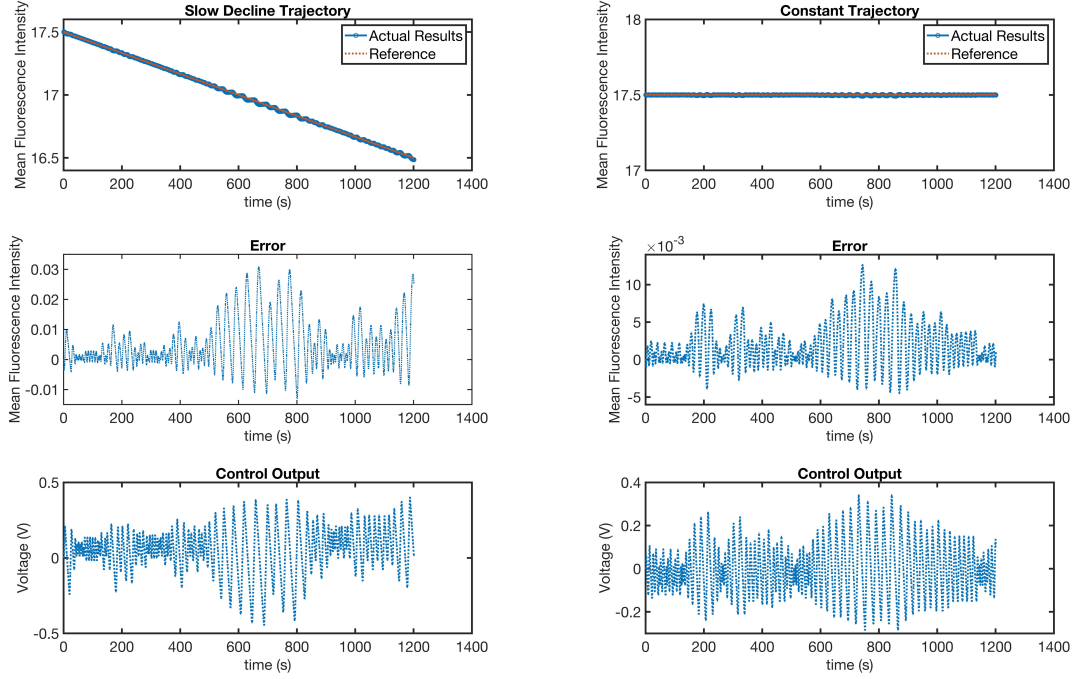 Slow Decline Trajectory
Mean Fluorescence Intensity
17.5
17
16.5
Actual Results
Reference
0 200 400 600 800 1000 1200 1400
time (s)
Constant Trajectory
Mean Fluorescence Intensity
18
17.5
17
Actual Results
Reference
0 200 400 600 800 1000 1200 1400
time (s)
Error
Mean Fluorescence Intensity
0.03
0.02
0.01
0
-0.01
0 200 400 600 800 1000 1200 1400
time (s)
Error
×10-3
Mean Fluorescence Intensity
10
5
0
-5
0 200 400 600 800 1000 1200 1400
time (s)
Control Output
Voltage (V)
0.5
0
-0.5
0 200 400 600 800 1000 1200 1400
time (s)
Control Output
Voltage (V)
0.4
0.2
0
-0.2
0 200 400 600 800 1000 1200 1400
time (s)